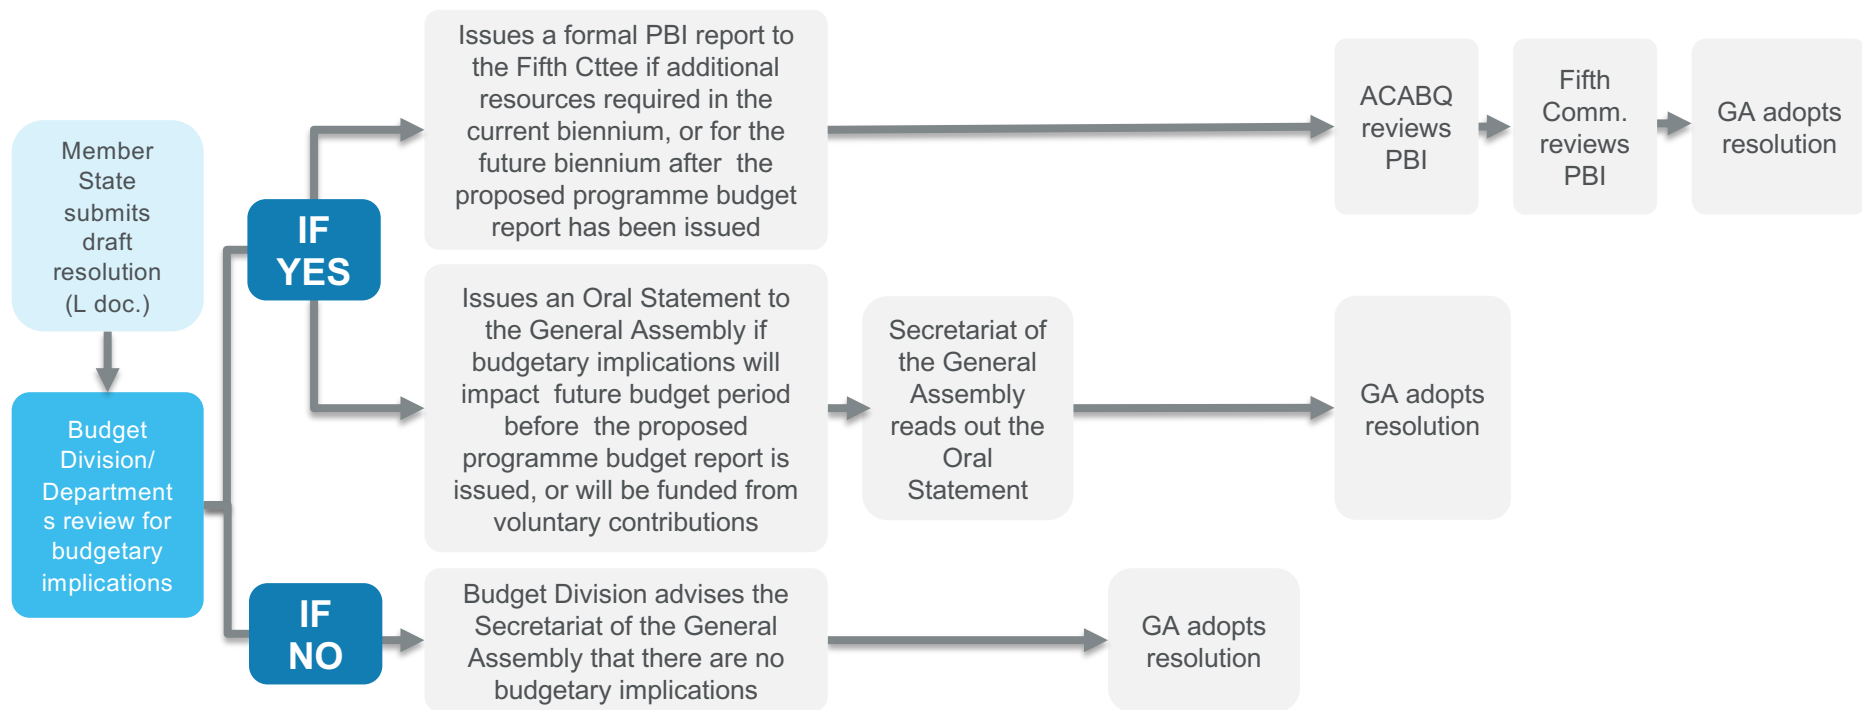 Member
State
submits
draft
resolution
(L doc.)
Budget
Division/
Department
s review for
budgetary
implications
IF
YES
Issues a formal PBI report to
the Fifth Cttee if additional
resources required in the
current biennium, or for the
future biennium after the
proposed programme budget
report has been issued
ACABQ
reviews
PBI
Fifth
Comm.
reviews
PBI
GA adopts
resolution
Issues an Oral Statement to
the General Assembly if
budgetary implications will
impact future budget period
before the proposed
programme budget report is
issued, or will be funded from
voluntary contributions
Secretariat of
the General
Assembly
reads out the
Oral
Statement
GA adopts
resolution
IF
NO
Budget Division advises the
Secretariat of the General
Assembly that there are no
budgetary implications
GA adopts
resolution